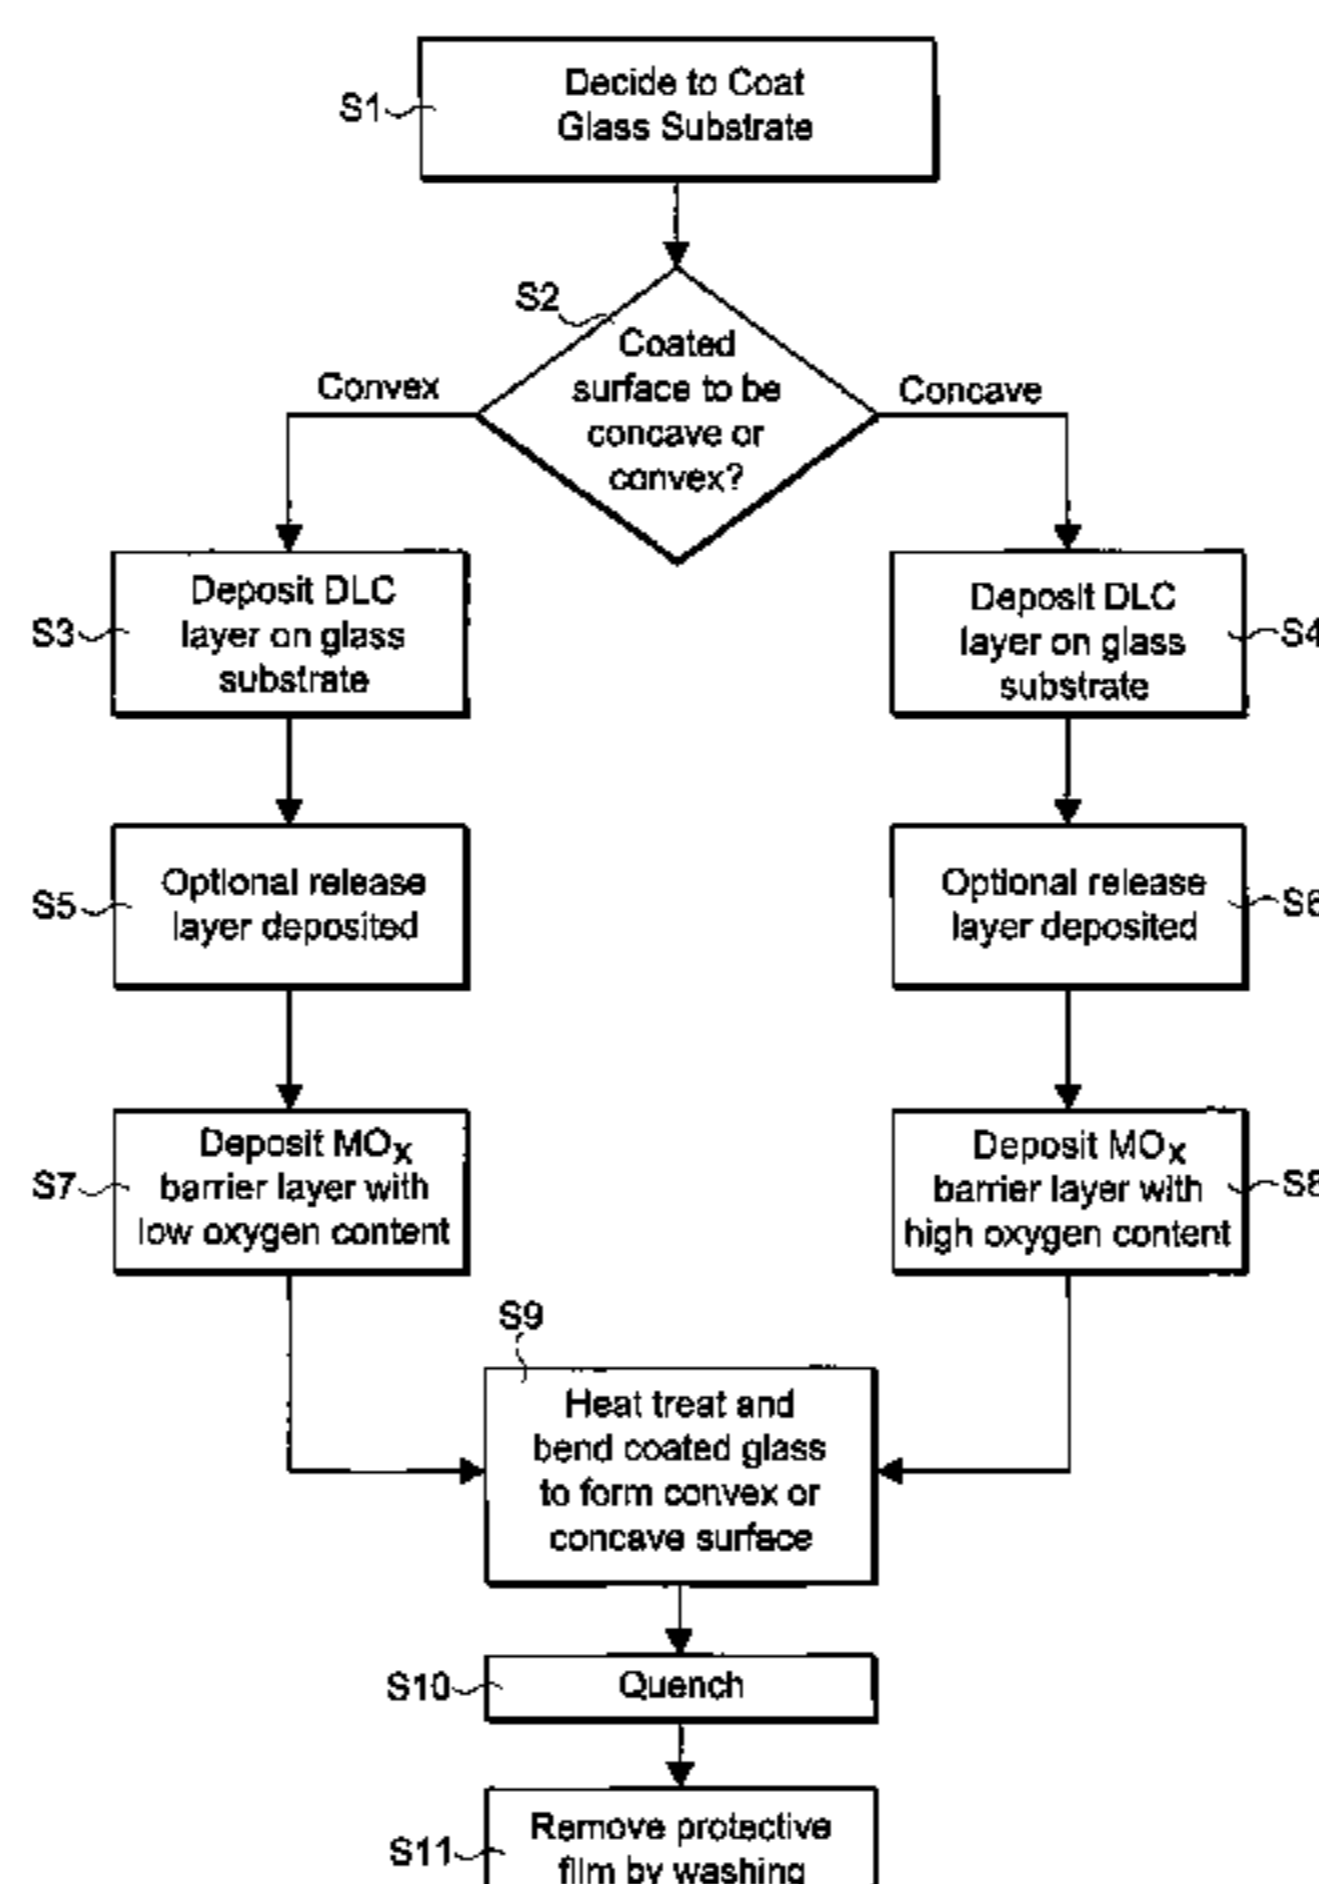 S1
Decide to Coat
Glass Substrate
S2
Coated
surface to be
concave or
convex?
Convex
Concave
S3
Deposit DLC
layer on glass
substrate
Deposit DLC
layer on glass
substrate
S4
S5
Optional release
layer deposited
Optional release
layer deposited
S6
S7
Deposit MOx
barrier layer with
low oxygen content
Deposit MOx
barrier layer with
high oxygen content
S8
S9
Heat treat and
bend coated glass
to form convex or
concave surface
S10
Quench
S11
Remove protective
film by washing